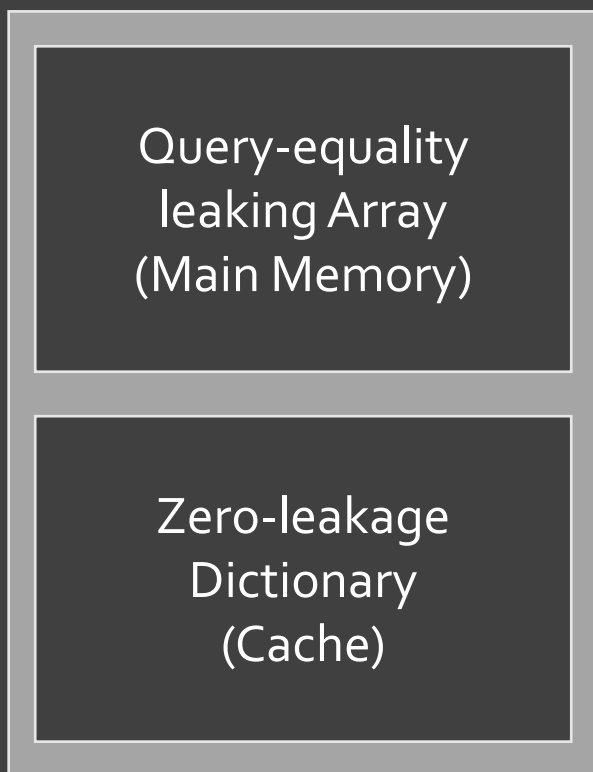 Query-equality
leaking Array
(Main Memory)
Zero-leakage
Dictionary
(Cache)